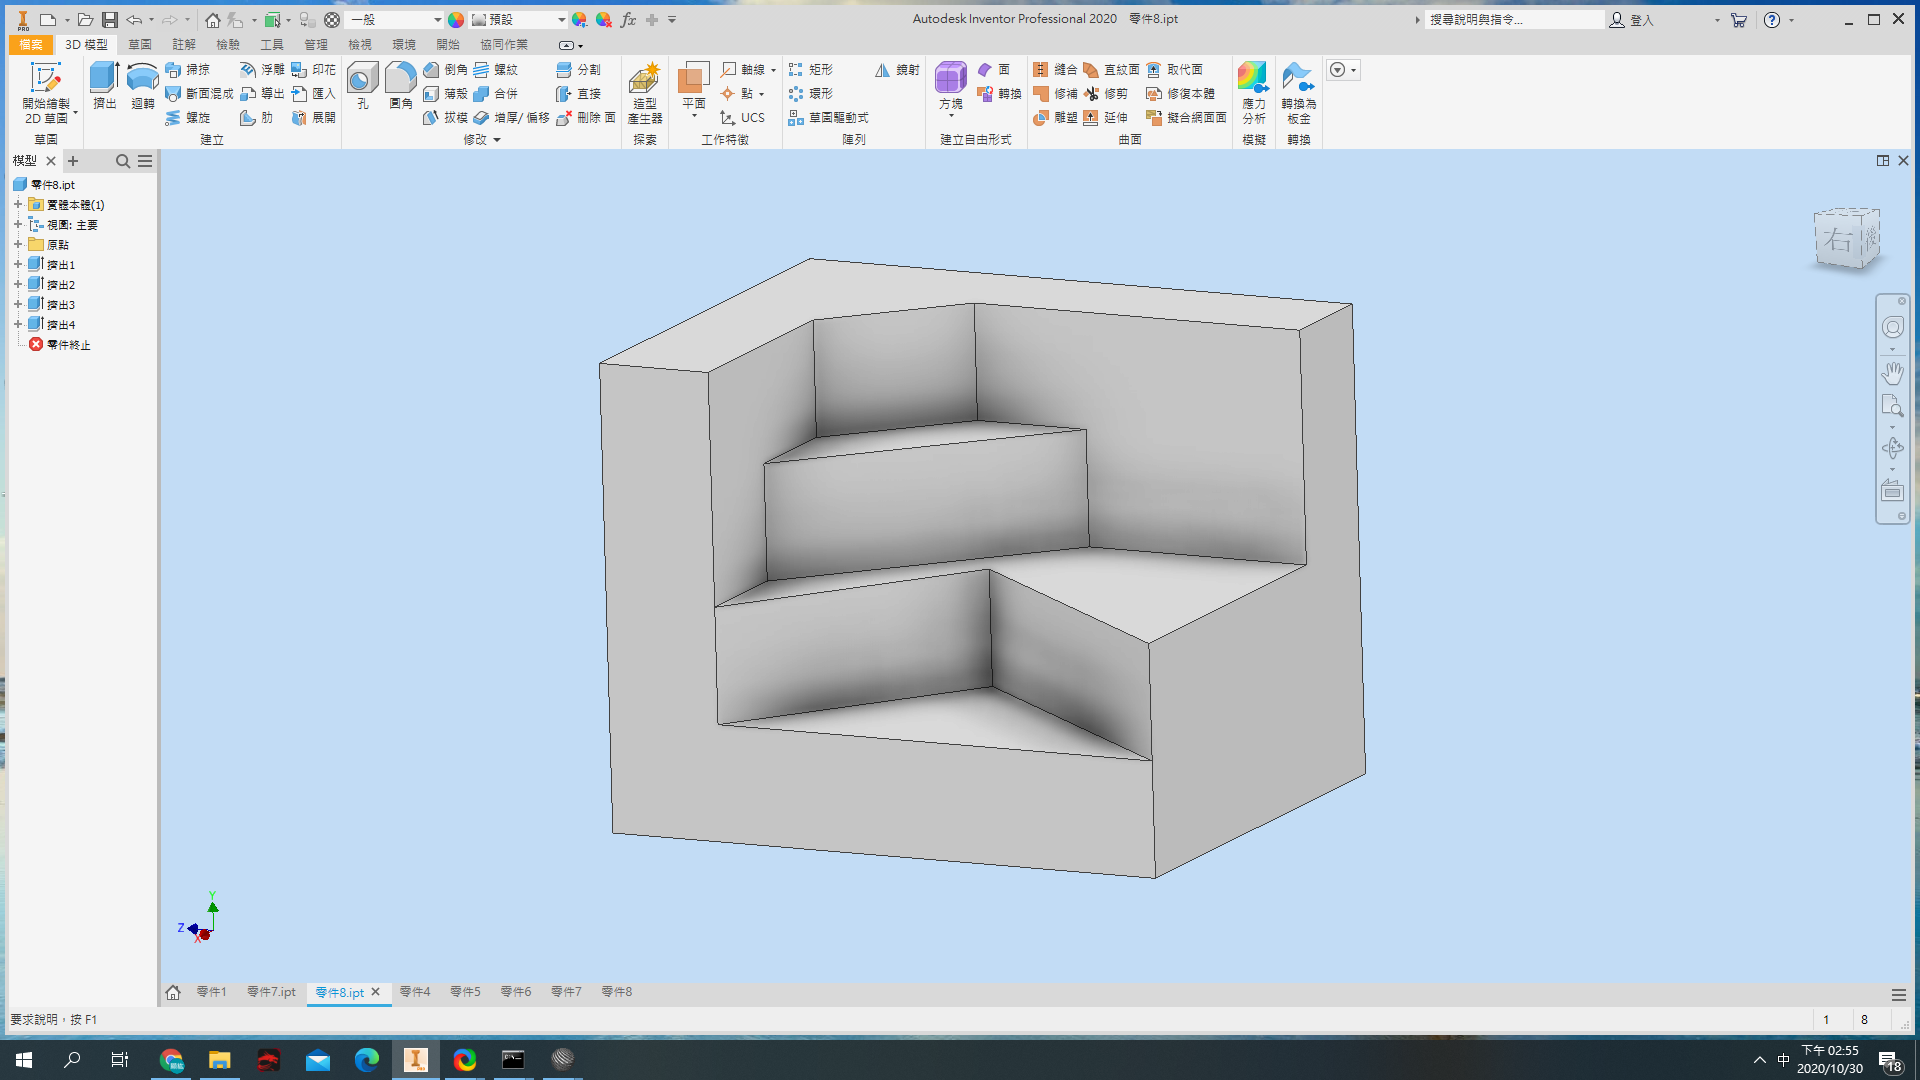 PRO
一般
預設
fx
Autodesk Inventor Professional 2020 零件8.ipt
搜尋說明與指令...
登入
檔案
3D 模型
草圖
註解
檢驗
工具
管理
檢視
環境
開始
協同作業
開始繪製
2D 草圖
草圖
擠出
迴轉
掃掠
斷面混成
螺旋
浮雕
導出
肋
印花
匯入
展開
建立
孔
圓角
倒角
薄殼
拔模
螺紋
合併
增厚/ 偏移
分割
直接
刪除 面
修改
造型
產生器
探索
平面
軸線
點
UCS
工作特徵
矩形
環形
草圖驅動式
鏡射
陣列
方塊
面
轉換
建立自由形式
縫合
修補
雕塑
直紋面
修剪
延伸
取代面
修復本體
擬合網面面
曲面
應力
分析
模擬
轉換為
板金
轉換
模型
零件8.ipt
實體本體(1)
視圖: 主要
原點
擠出1
擠出2
擠出3
擠出4
零件終止
右
後
Y
Z
X
零件1
零件7.ipt
零件8.ipt
零件4
零件5
零件6
零件7
零件8
要求說明，按 F1
1
8
中
下午 02:55
2020/10/30
18